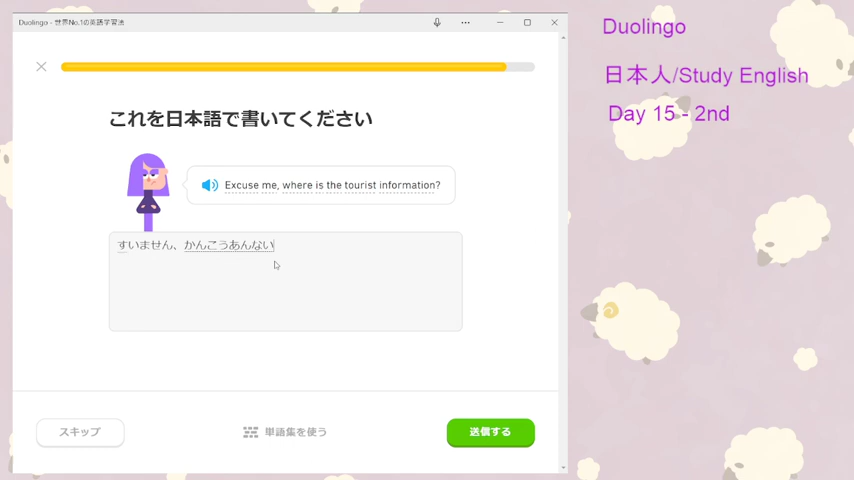 Duolingo - 世界No.1の英語学習法
これを日本語で書いてください
Excuse me, where is the tourist information?
すいません、かんこうあんない
スキップ
単語集を使う
送信する
Duolingo
日本人/Study English
Day 15 - 2nd